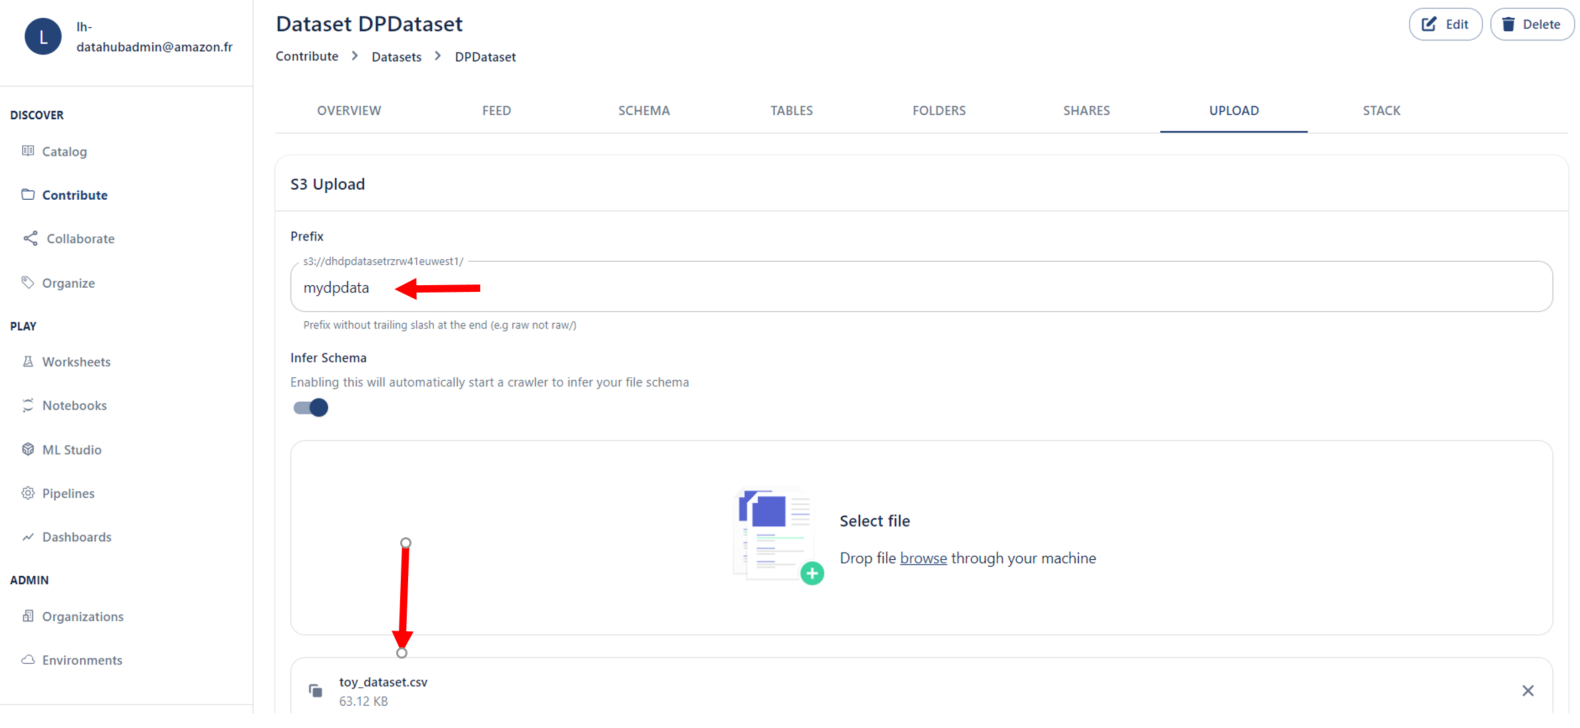 L
lh-
datahubadmin@amazon.fr
DISCOVER
Catalog
Contribute
Collaborate
Organize
PLAY
Worksheets
Notebooks
ML Studio
Pipelines
Dashboards
ADMIN
Organizations
Environments
Dataset DPDataset
Edit
Delete
Contribute > Datasets > DPDataset
OVERVIEW FEED SCHEMA TABLES FOLDERS SHARES UPLOAD STACK
S3 Upload
Prefix
s3://dhdpdatasetrzrw41euwest1/
mydpdata
Prefix without trailing slash at the end (e.g raw not raw/)
Infer Schema
Enabling this will automatically start a crawler to infer your file schema
Select file
Drop file browse through your machine
toy_dataset.csv
63.12 KB